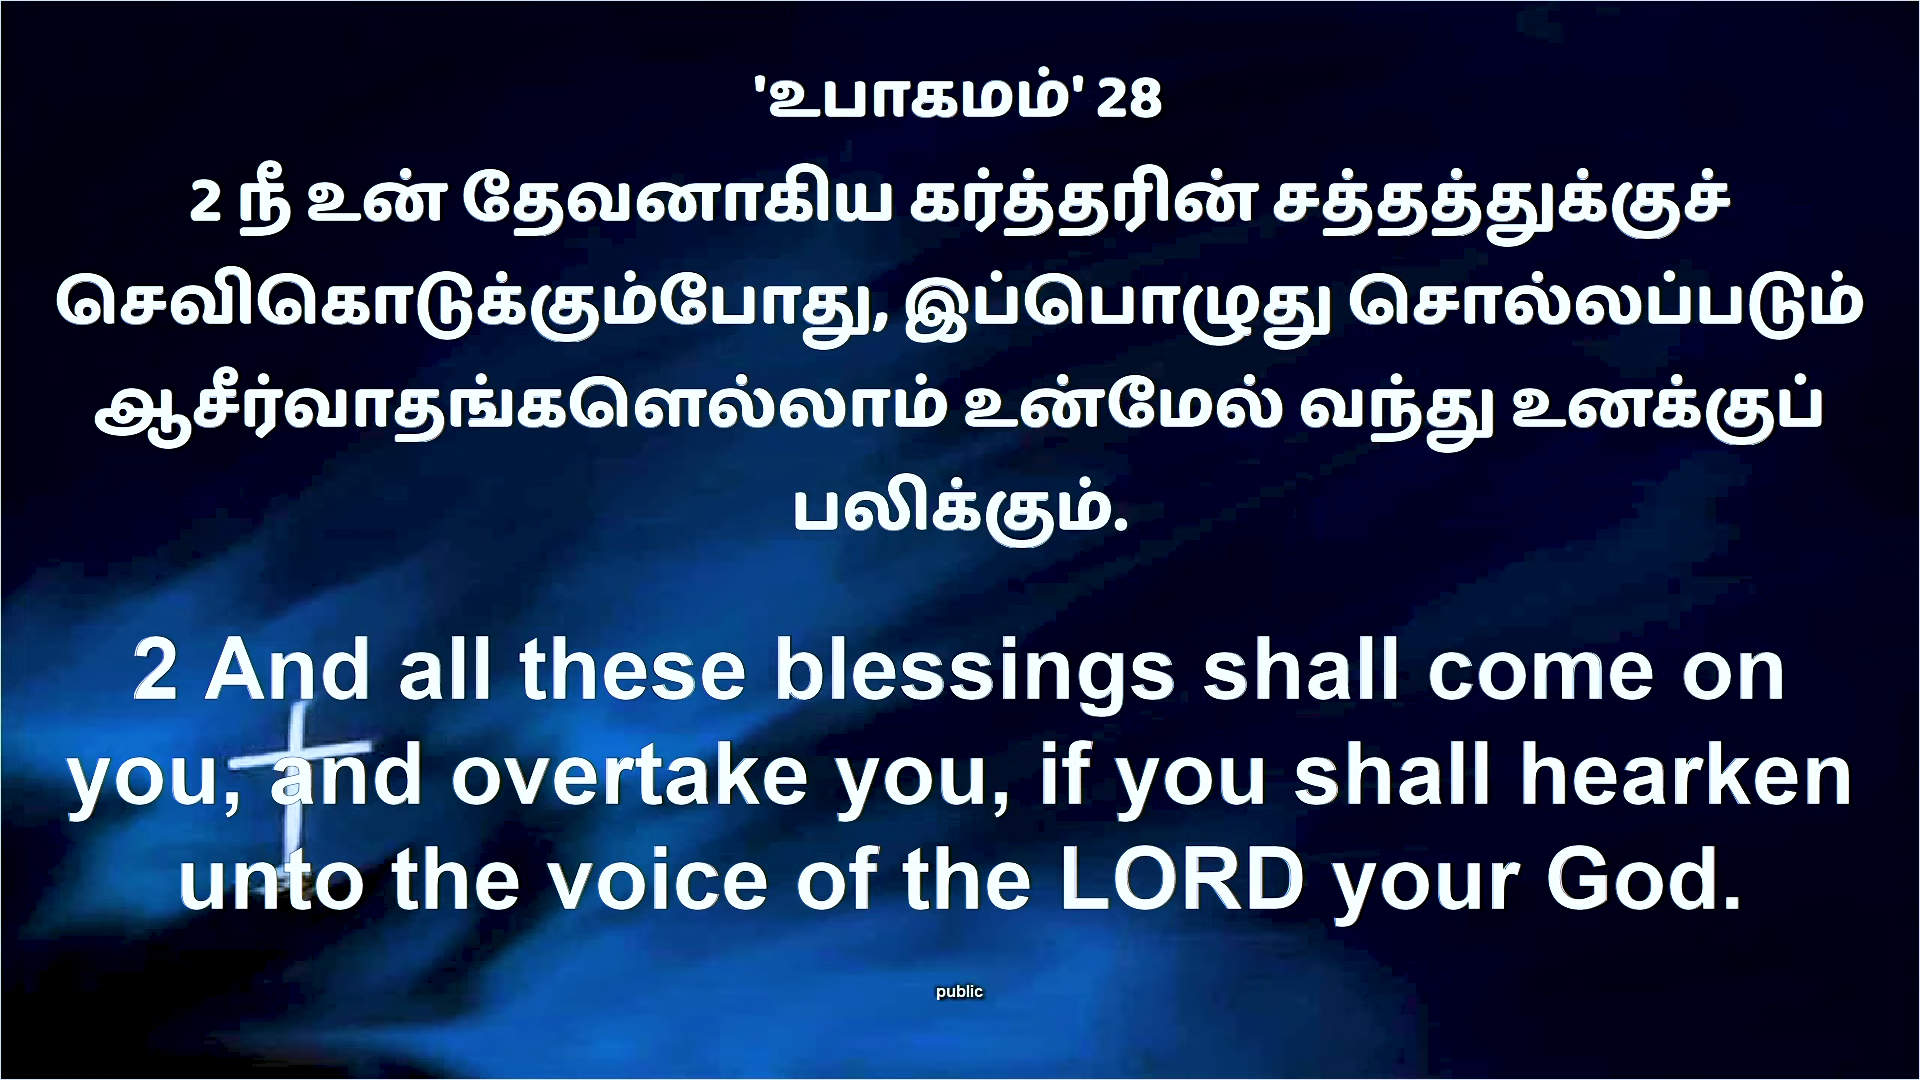 'உபாகமம்' 28
2 நீ உன் தேவனாகிய கர்த்தரின் சத்தத்துக்குச்
செவிகொடுக்கும்போது, இப்பொழுது சொல்லப்படும்
ஆசீர்வாதங்களெல்லாம் உன்மேல் வந்து உனக்குப்
பலிக்கும்.
2 And all these blessings shall come on
you, and overtake you, if you shall hearken
unto the voice of the LORD your God.
public